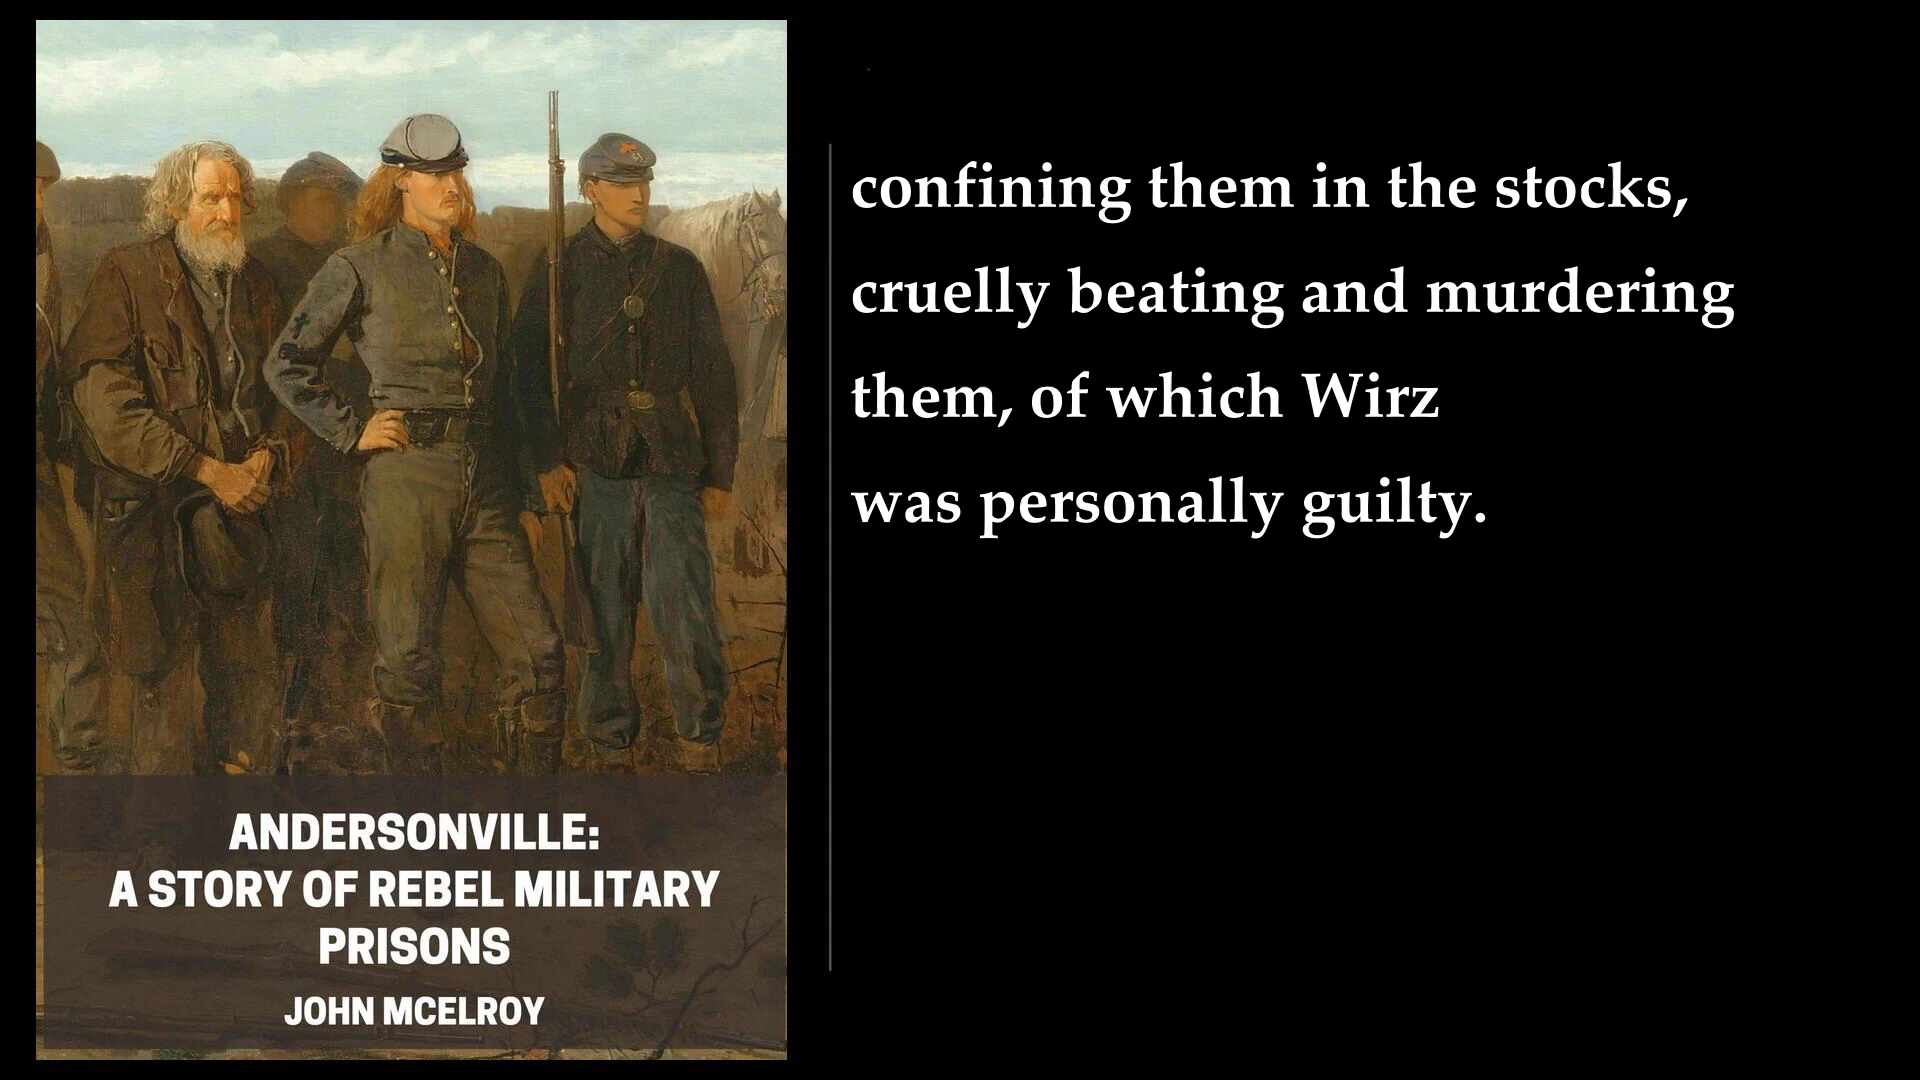 confining them in the stocks,
cruelly beating and murdering
them, of which Wirz
was personally guilty.
ANDERSONVILLE:
A STORY OF REBEL MILITARY
PRISONS
JOHN MCELROY